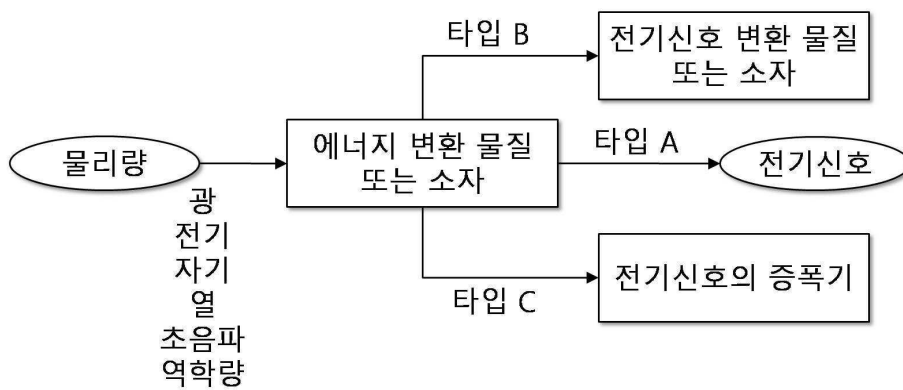 타입 B
전기신호 변환 물질
또는 소자
물리량
에너지 변환 물질
또는 소자
타입 A
전기신호
광
전기
자기
열
초음파
역학량
타입 C
전기신호의 증폭기